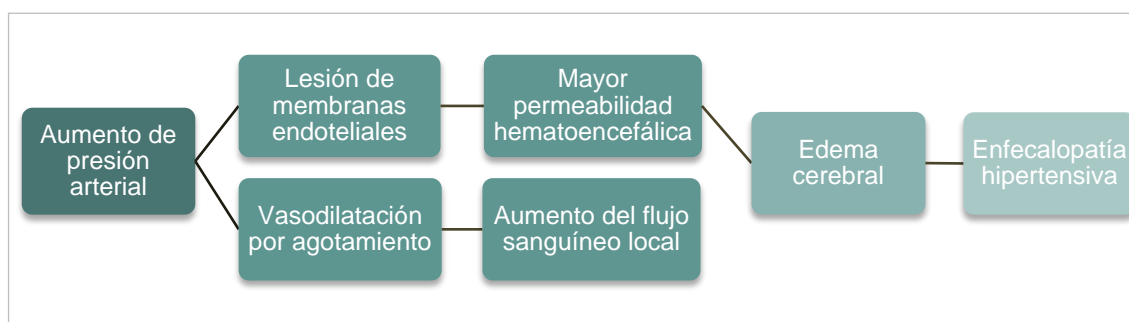 Aumento de
presión
arterial
Lesión de
membranas
endoteliales
Mayor
permeabilidad
hematoencefálica
Vasodilatación
por agotamiento
Aumento del flujo
sanguíneo local
Edema
cerebral
Enfecalopatía
hipertensiva